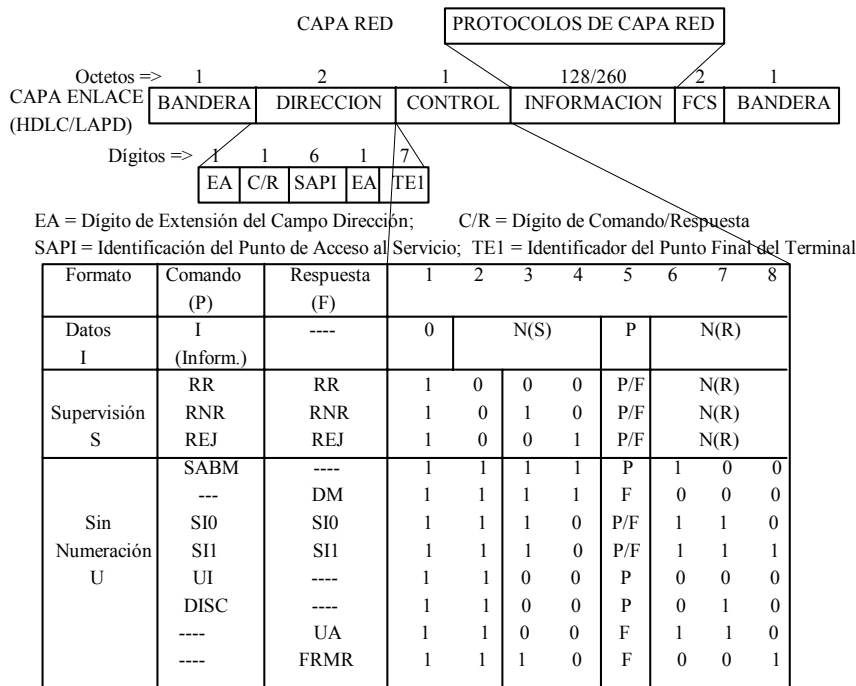 CAPA RED PROTOCOLOS DE CAPA RED
Octetos => 1 2 1 128/260 2 1
CAPA ENLACE BANDERA DIRECCION CONTROL INFORMACION FCS BANDERA
(HDLC/LAPD)
Dígitos => 1 1 6 1 7
EA C/R SAPI EA TE1
EA = Dígito de Extensión del Campo Dirección; C/R = Dígito de Comando/Respuesta
SAPI = Identificación del Punto de Acceso al Servicio; TE1 = Identificador del Punto Final del Terminal
Formato Comando Respuesta 1 2 3 4 5 6 7 8
(P) (F)
Datos I ---- 0 N(S) P N(R)
I (Inform.)
RR RR 1 0 0 0 P/F N(R)
Supervisión RNR RNR 1 0 1 0 P/F N(R)
S REJ REJ 1 0 0 1 P/F N(R)
SABM ---- 1 1 1 1 P 1 0 0
--- DM 1 1 1 1 F 0 0 0
Sin SI0 SI0 1 1 1 0 P/F 1 1 0
Numeración SI1 SI1 1 1 1 0 P/F 1 1 1
U UI ---- 1 1 0 0 P 0 0 0
DISC ---- 1 1 0 0 P 0 1 0
---- UA 1 1 0 0 F 1 1 0
---- FRMR 1 1 1 0 F 0 0 1